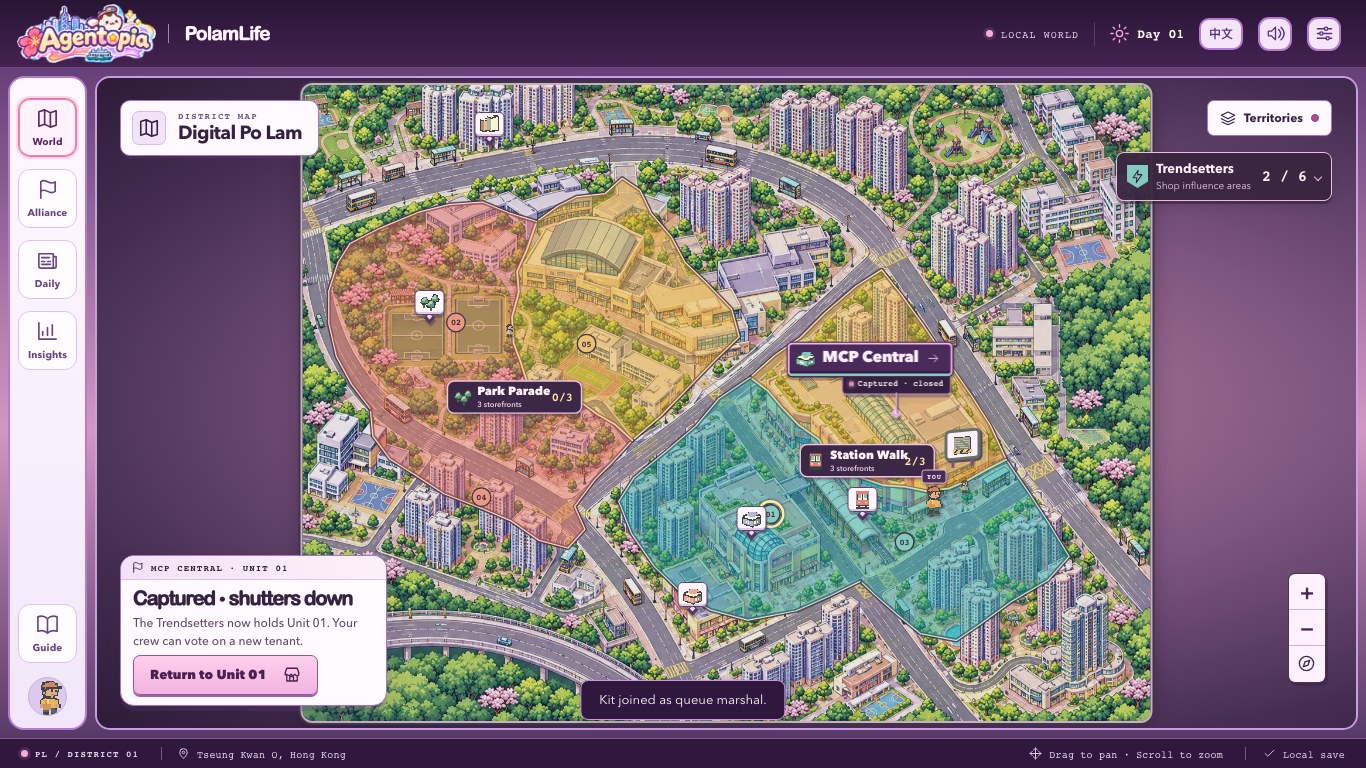 Agentopia
PolamLife
LOCAL WORLD
Day 01
中文
World
Alliance
Daily
Insights
Guide
DISTRICT MAP
Digital Po Lam
Territories
Trendsetters
Shop influence areas
2 / 6
02
05
MCP Central
Captured · closed
Park Parade
3 storefronts
0/3
Station Walk
3 storefronts
2/3
YOU
04
01
03
MCP CENTRAL · UNIT 01
Captured · shutters down
The Trendsetters now holds Unit 01. Your
crew can vote on a new tenant.
Return to Unit 01
Kit joined as queue marshal.
PL / DISTRICT 01
Tseung Kwan O, Hong Kong
Drag to pan · Scroll to zoom
Local save